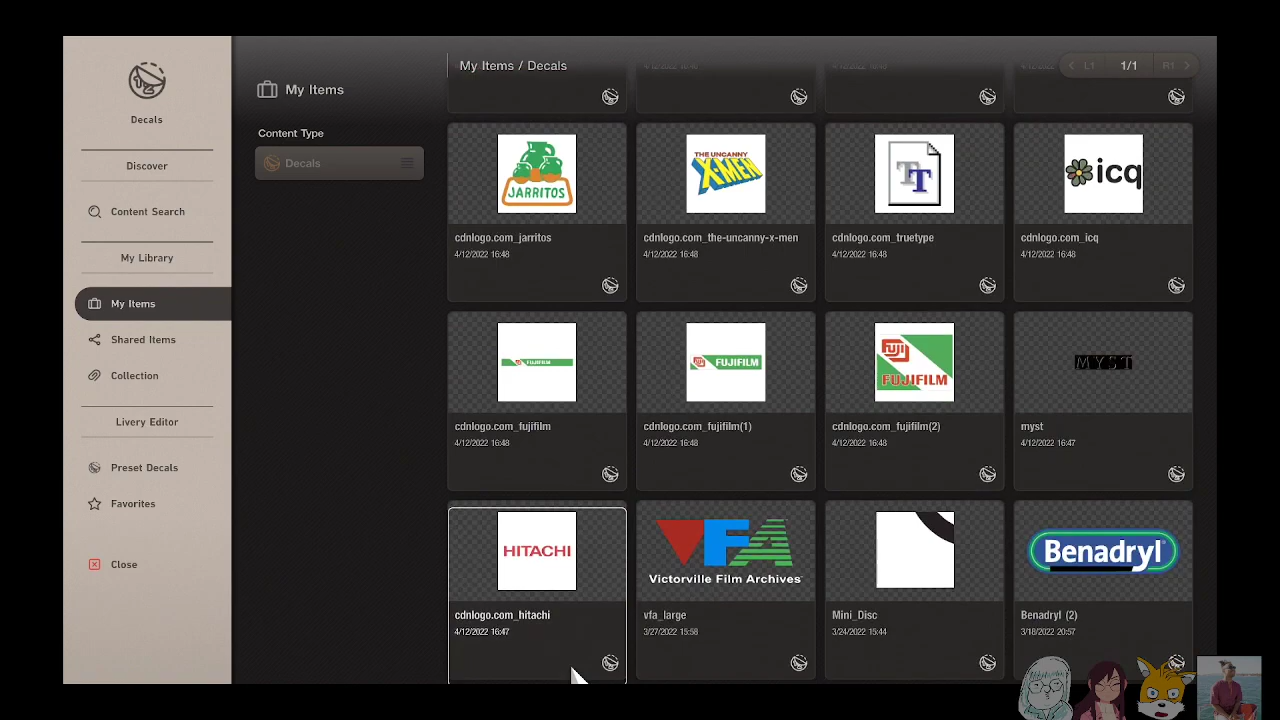 Decals
Discover
Content Search
My Library
My Items
Shared Items
Collection
Livery Editor
Preset Decals
Favorites
Close
My Items
Content Type
Decals
My Items / Decals
L1
1/1
R1
JARRITOS
cdnlogo.com_jarritos
4/12/2022 16:48
THE UNCANNY
X-MEN
cdnlogo.com_the-uncanny-x-men
4/12/2022 16:48
TT
cdnlogo.com_truetype
4/12/2022 16:48
icq
cdnlogo.com_icq
4/12/2022 16:48
FUJIFILM
cdnlogo.com_fujifilm
4/12/2022 16:48
FUJI FUJIFILM
cdnlogo.com_fujifilm(1)
4/12/2022 16:48
FUJI
FUJIFILM
cdnlogo.com_fujifilm(2)
4/12/2022 16:48
MYST
myst
4/12/2022 16:47
HITACHI
cdnlogo.com_hitachi
4/12/2022 16:47
VFA
Victorville Film Archives
vfa_large
3/27/2022 15:58
Mini_Disc
3/24/2022 15:44
Benadryl
Benadryl (2)
3/18/2022 20:57